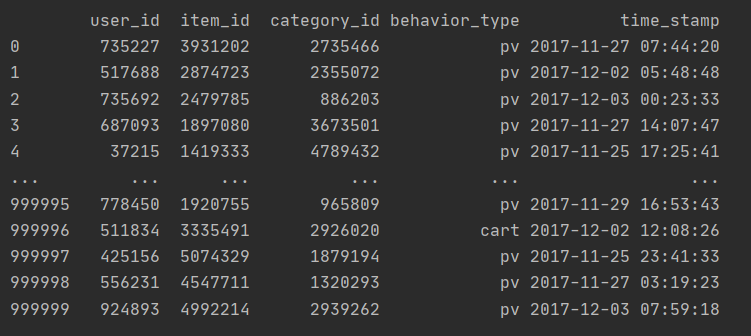 user_id item_id category_id behavior_type time_stamp
0 735227 3931202 2735466 pv 2017-11-27 07:44:20
1 517688 2874723 2355072 pv 2017-12-02 05:48:48
2 735692 2479785 886203 pv 2017-12-03 00:23:33
3 687093 1897080 3673501 pv 2017-11-27 14:07:47
4 37215 1419333 4789432 pv 2017-11-25 17:25:41
... ... ... ... ... ...
999995 778450 1920755 965809 pv 2017-11-29 16:53:43
999996 511834 3335491 2926020 cart 2017-12-02 12:08:26
999997 425156 5074329 1879194 pv 2017-11-25 23:41:33
999998 556231 4547711 1320293 pv 2017-11-27 03:19:23
999999 924893 4992214 2939262 pv 2017-12-03 07:59:18